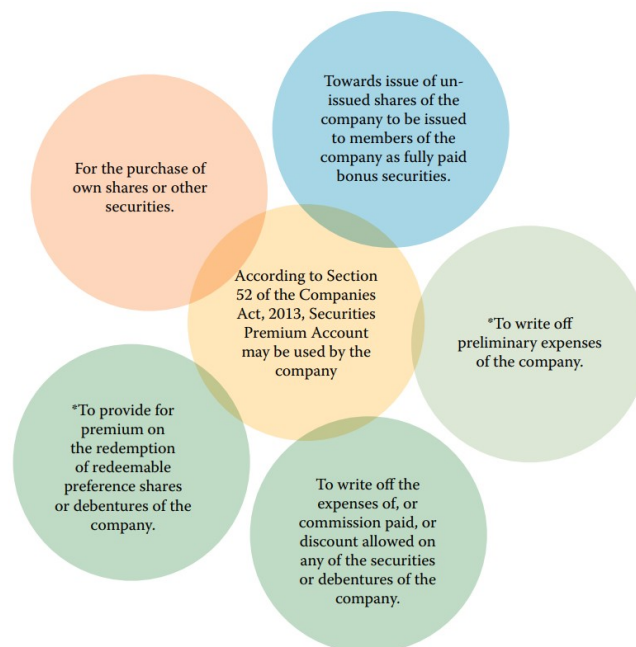 Towards issue of un-
issued shares of the
company to be issued
to members of the
company as fully paid
bonus securities.
For the purchase of
own shares or other
securities.
According to Section
52 of the Companies
Act, 2013, Securities
Premium Account
may be used by the
company
*To write off
preliminary expenses
of the company.
*To provide for
premium on
the redemption
of redeemable
preference shares
or debentures of the
company.
To write off the
expenses of, or
commission paid, or
discount allowed on
any of the securities
or debentures of the
company.